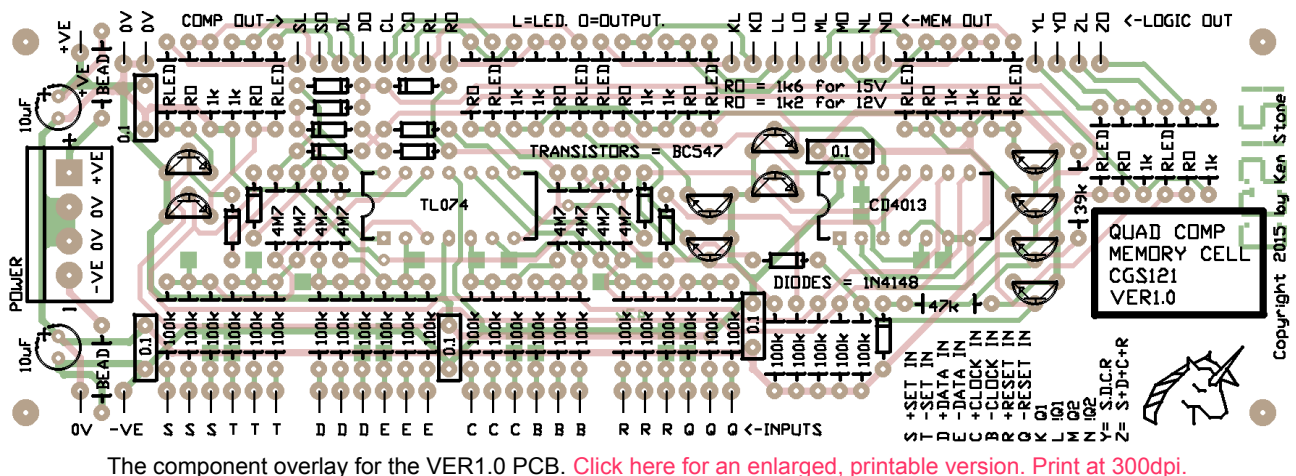 +VE 0V 0V COMP OUT-> SL SO DL DO CL CO RL RO L=LED. O=OUTPUT. KL KO LL LO ML MO NL NO <-MEM OUT YL YO ZL ZO <-LOGIC OUT
+VE BEAD
10uF
0.1
RLED RO 1k 1k RO RLED
RO RLED 1k 1k 1k 1k RLED RO RO RLED 1k 1k
RO = 1k6 for 15V
RO = 1k2 for 12V
RLED RO 1k 1k RO RLED
RLED RO 1k RLED RO 1k
TRANSISTORS = BC547
0.1
+
+VE
0V
0V
-VE
POWER
4M7 4M7 4M7 4M7
TL074
4M7 4M7 4M7 4M7
CD4013
39k
QUAD COMP
MEMORY CELL
CGS121
VER1.0
Copyright 2015 by Ken Stone
DIODES = 1N4148
47k
10uF
BEAD
0.1
100k 100k 100k 100k 100k 100k
100k 100k 100k 100k 100k 100k
0.1
100k 100k 100k 100k 100k 100k
100k 100k 100k 100k 100k 100k
0.1
100k 100k 100k 100k 100k
0V -VE S S S T T T D D D E E E C C C B B B R R R Q Q Q <-INPUTS
S +SET IN
T -SET IN
D +DATA IN
E -DATA IN
C +CLOCK IN
B -CLOCK IN
R +RESET IN
Q -RESET IN
K Q1
L !Q1
M Q2
N !Q2
Y= S.D.C.R
Z= S+D+C+R
The component overlay for the VER1.0 PCB. Click here for an enlarged, printable version. Print at 300dpi.